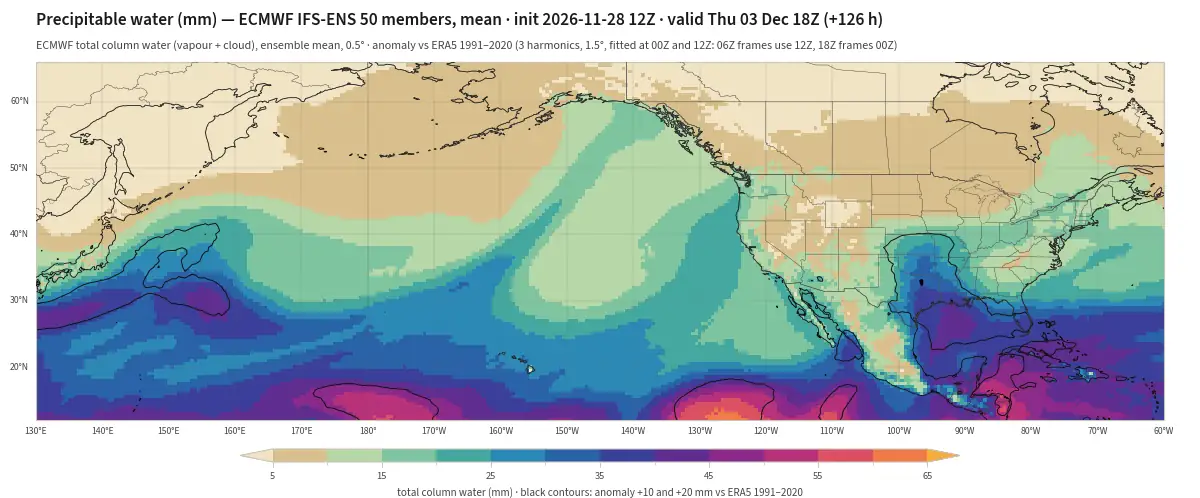 Precipitable water (mm) — ECMWF IFS-ENS 50 members, mean · init 2026-11-28 12Z · valid Thu 03 Dec 18Z (+126 h)
ECMWF total column water (vapour + cloud), ensemble mean, 0.5° · anomaly vs ERA5 1991–2020 (3 harmonics, 1.5°, fitted at 00Z and 12Z: 06Z frames use 12Z, 18Z frames 00Z)
60°N
50°N
40°N
30°N
20°N
130°E 140°E 150°E 160°E 170°E 180° 170°W 160°W 150°W 140°W 130°W 120°W 110°W 100°W 90°W 80°W 70°W 60°W
5 15 25 35 45 55 65
total column water (mm) · black contours: anomaly +10 and +20 mm vs ERA5 1991–2020